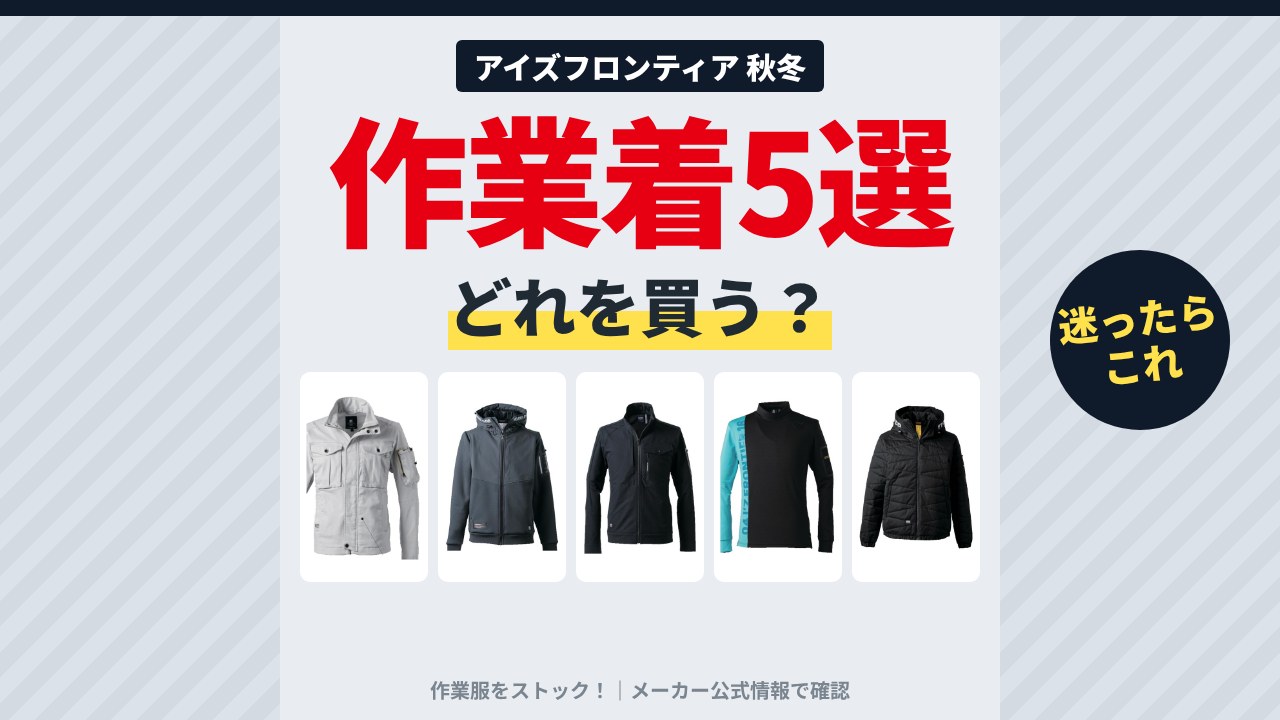 アイズフロンティア 秋冬
作業着5選
どれを買う？
迷ったら
これ
作業服をストック！｜メーカー公式情報で確認